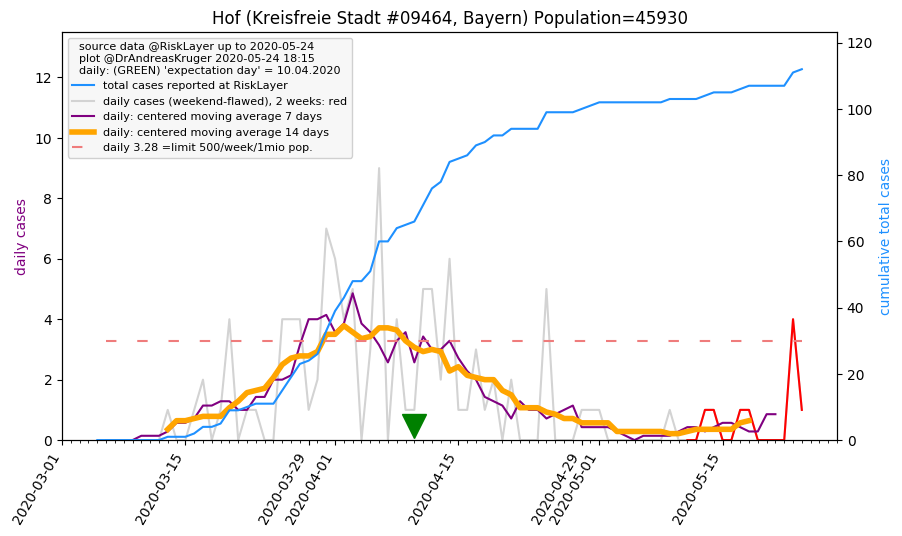 Hof (Kreisfreie Stadt #09464, Bayern) Population=45930
source data @RiskLayer up to 2020-05-24
plot @DrAndreasKruger 2020-05-24 18:15
daily: (GREEN) 'expectation day' = 10.04.2020
total cases reported at RiskLayer
daily cases (weekend-flawed), 2 weeks: red
daily: centered moving average 7 days
daily: centered moving average 14 days
daily 3.28 =limit 500/week/1mio pop.
daily cases
12
10
8
6
4
2
0
120
100
80
60
40
20
0
cumulative total cases
2020-03-01
2020-03-15
2020-03-29
2020-04-01
2020-04-15
2020-04-29
2020-05-01
2020-05-15